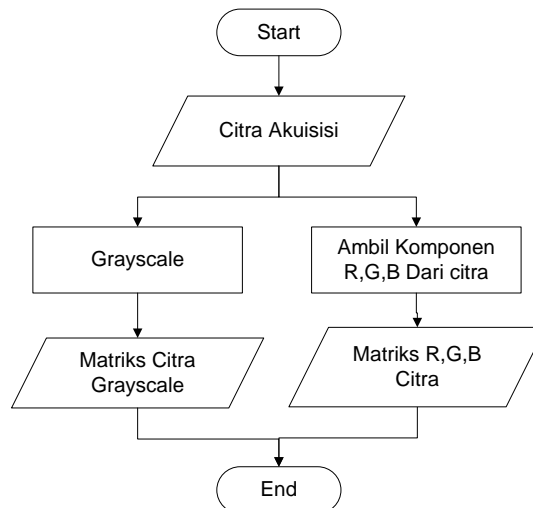 Start
Citra Akuisisi
Grayscale
Ambil Komponen
R,G,B Dari citra
Matriks Citra
Grayscale
Matriks R,G,B
Citra
End